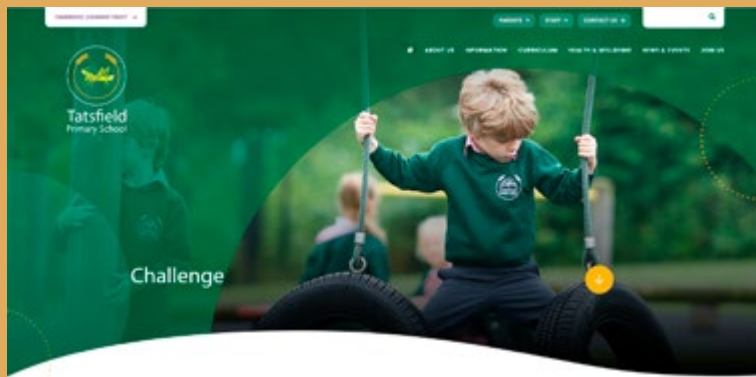 PARENTS
STAFF
CONTACT US
ABOUT US
INFORMATION
CURRICULUM
HEALTH & WELLBEING
NEWS & EVENTS
JOIN US
Tatsfield
Primary School
Challenge